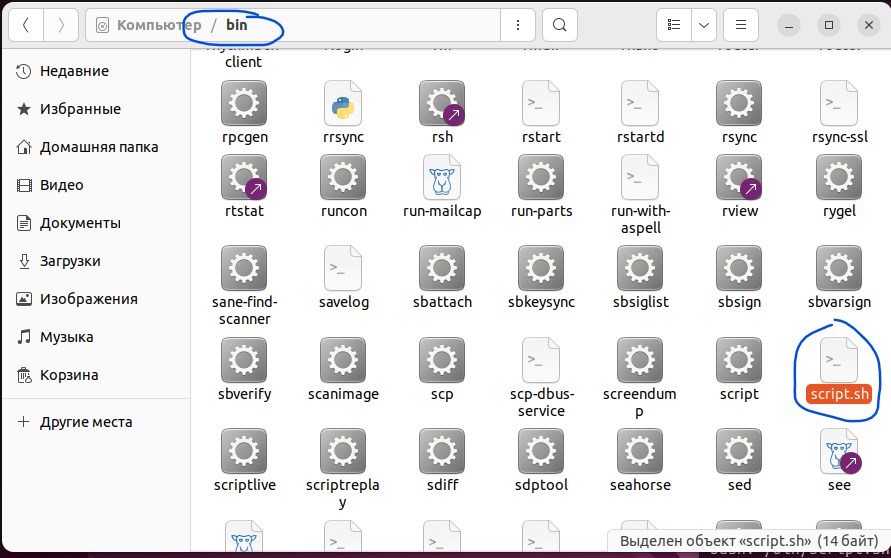 Компьютер / bin
Недавние
Избранные
Домашняя папка
Видео
Документы
Загрузки
Изображения
Музыка
Корзина
Другие места
client
rpcgen rrsync rsh rstart rstartd rsync rsync-ssl
rtstat runcon run-mailcap run-parts run-with-
aspell
rview rygel
sane-find-
scanner
savelog sbattach sbkeysync sbsiglist sbsign sbvarsign
sbverify scanimage scp scp-dbus-
service
screendum
p
script script.sh
scriptlive scriptrepla
y
sdiff sdptool seahorse sed see
Выделен объект «script.sh» (14 байт)